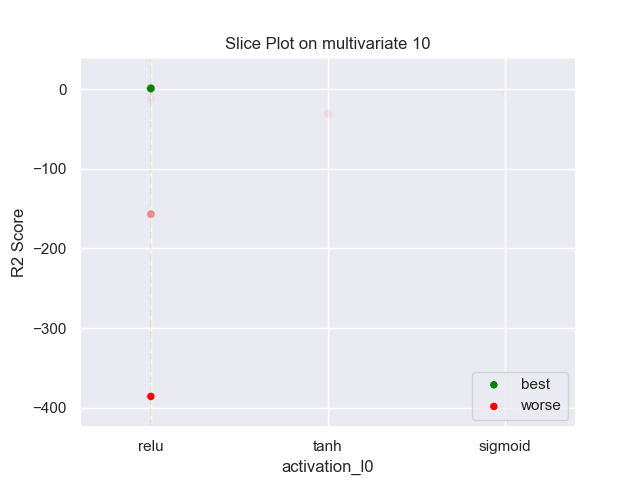 Slice Plot on multivariate 10
R2 Score
0
−100
−200
−300
−400
relu
tanh
sigmoid
activation_l0
best
worse